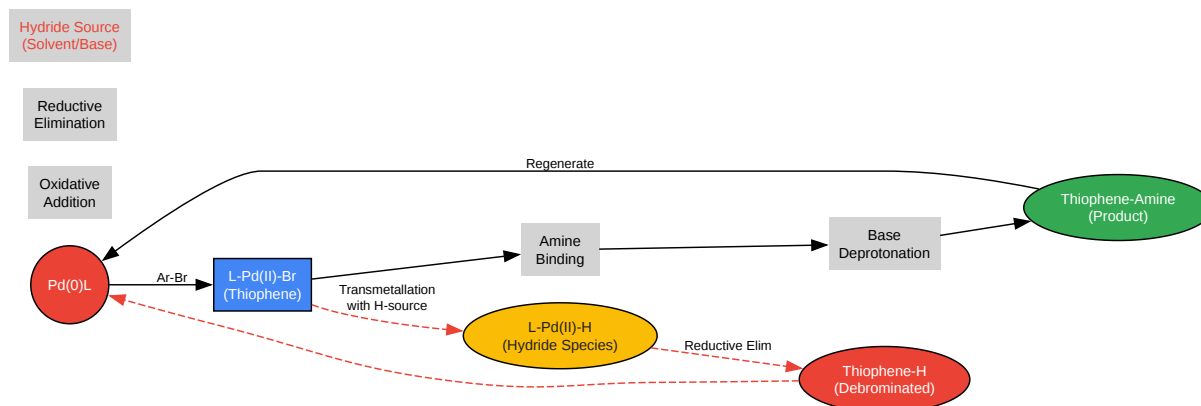 Hydride Source
(Solvent/Base)
Reductive
Elimination
Oxidative
Addition
Regenerate
Thiophene-Amine
(Product)
Base
Deprotonation
Amine
Binding
Pd(0)L
Ar-Br
L-Pd(II)-Br
(Thiophene)
Transmetallation
with H-source
L-Pd(II)-H
(Hydride Species)
Reductive Elim
Thiophene-H
(Debrominated)